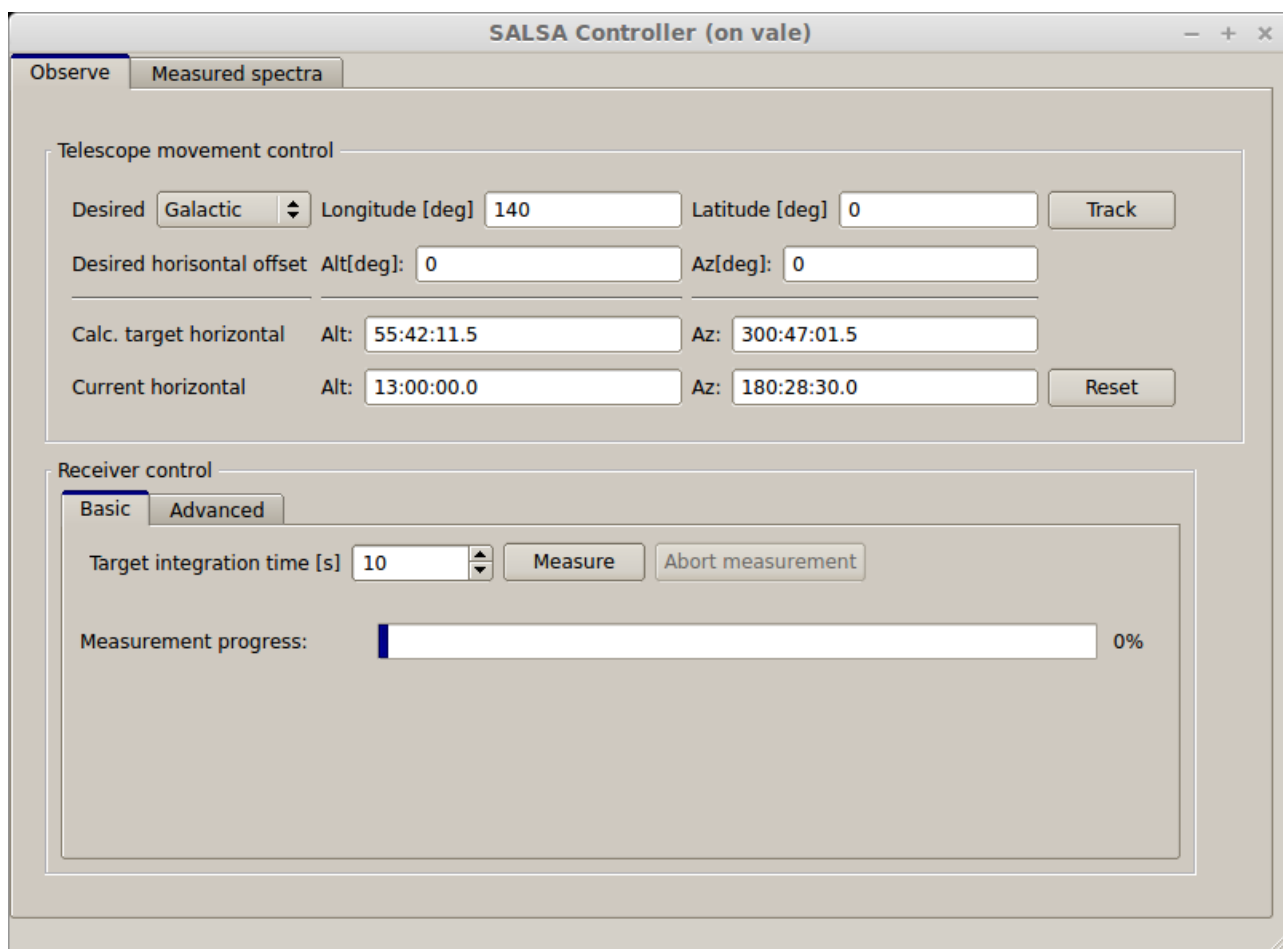 SALSA Controller (on vale)
Observe Measured spectra
Telescope movement control
Desired Galactic Longitude [deg] 140 Latitude [deg] 0 Track
Desired horisontal offset Alt[deg]: 0 Az[deg]: 0
Calc. target horizontal Alt: 55:42:11.5 Az: 300:47:01.5
Current horizontal Alt: 13:00:00.0 Az: 180:28:30.0 Reset
Receiver control
Basic Advanced
Target integration time [s] 10 Measure Abort measurement
Measurement progress: 0%